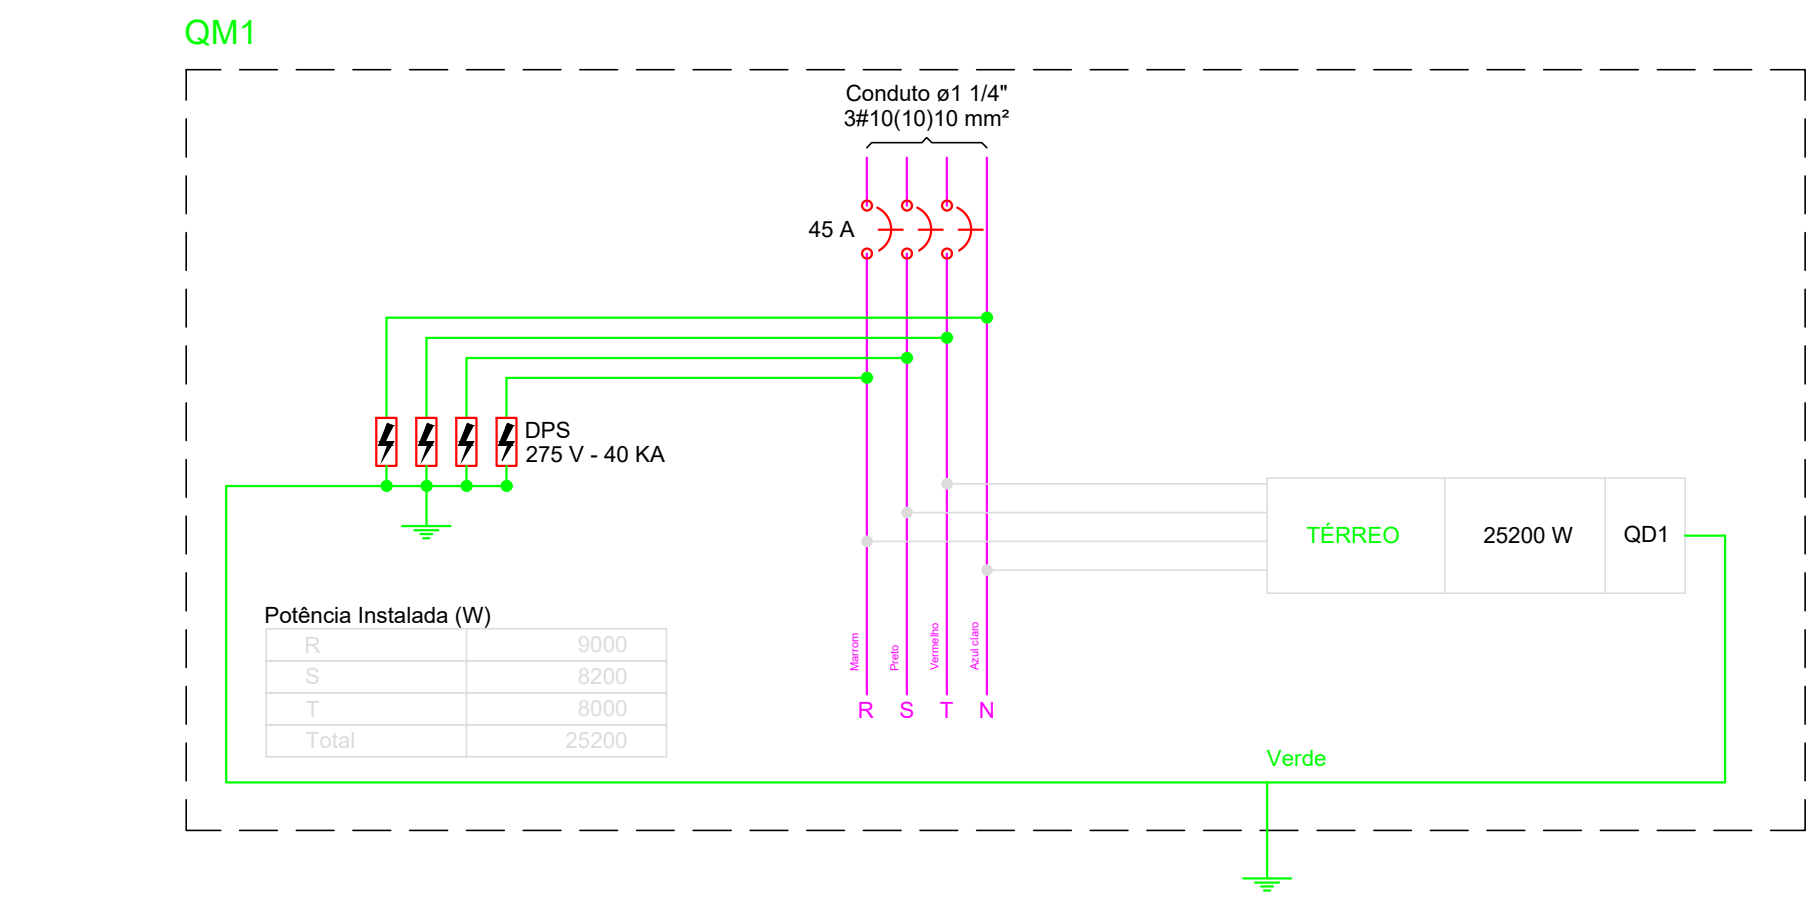 QM1
Conduto ø1 1/4"
3#10(10)10 mm²
45 A
DPS
275 V - 40 KA
TÉRREO 25200 W QD1
Potência Instalada (W)
R 9000
S 8200
T 8000
Total 25200
Marrom
Preto
Vermelho
Azul claro
R S T N
Verde